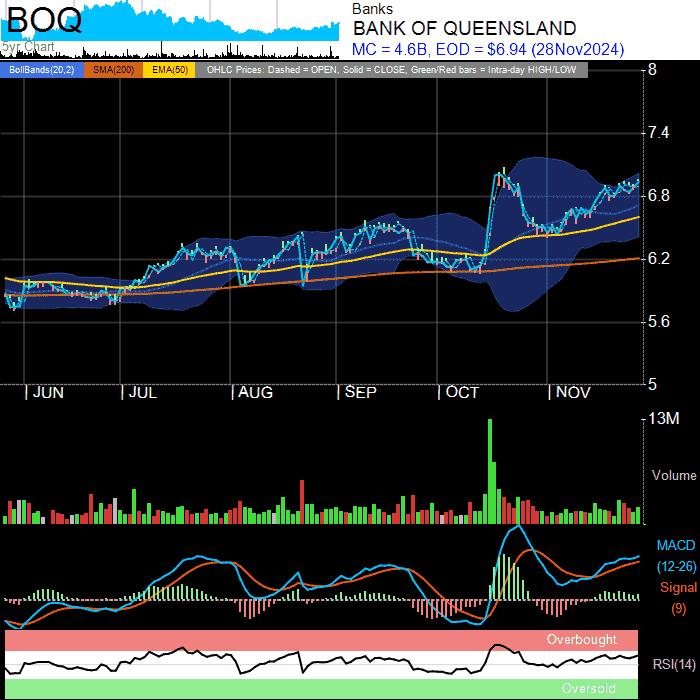 BOQ
Banks
BANK OF QUEENSLAND
5yr Chart
MC = 4.6B, EOD = $6.94 (28Nov2024)
BollBands(20,2) SMA(200) EMA(50) OHLC Prices: Dashed = OPEN, Solid = CLOSE, Green/Red bars = Intra-day HIGH/LOW
8
7.4
6.8
6.2
5.6
5
JUN JUL AUG SEP OCT NOV
13M
Volume
MACD
(12-26)
Signal
(9)
Overbought
RSI(14)
Oversold